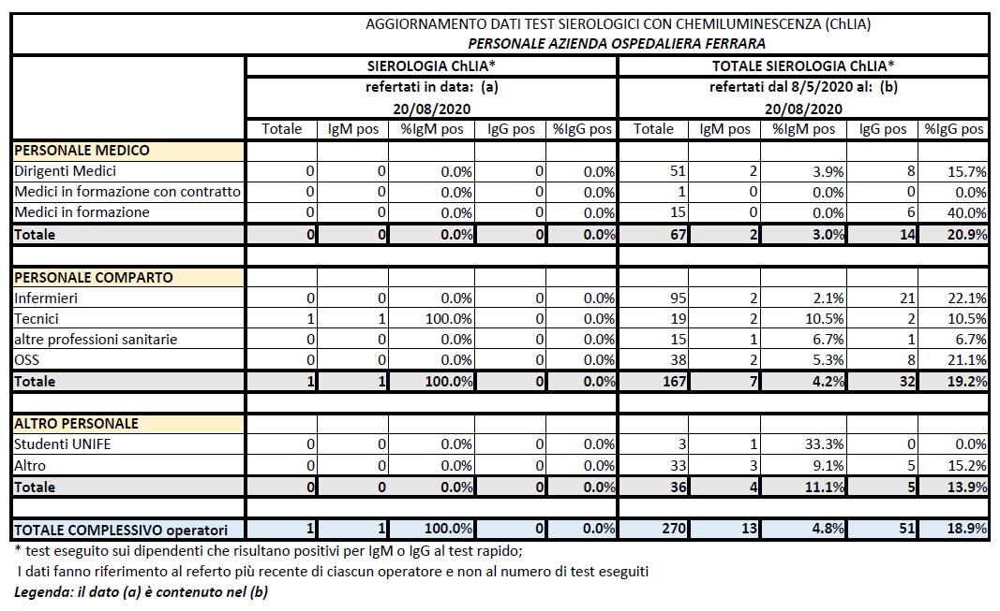 AGGIORNAMENTO DATI TEST SIEROLOGICI CON CHEMILUMINESCENZA (ChLIA)
PERSONALE AZIENDA OSPEDALIERA FERRARA
SIEROLOGIA ChLIA* TOTALE SIEROLOGIA ChLIA*
refertati in data: (a) refertati dal 8/5/2020 al: (b)
20/08/2020 20/08/2020
Totale IgM pos %IgM pos IgG pos %IgG pos Totale IgM pos %IgM pos IgG pos %IgG pos
PERSONALE MEDICO
Dirigenti Medici 0 0 0.0% 0 0.0% 51 2 3.9% 8 15.7%
Medici in formazione con contratto 0 0 0.0% 0 0.0% 1 0 0.0% 0 0.0%
Medici in formazione 0 0 0.0% 0 0.0% 15 0 0.0% 6 40.0%
Totale 0 0 0.0% 0 0.0% 67 2 3.0% 14 20.9%
PERSONALE COMPARTO
Infermieri 0 0 0.0% 0 0.0% 95 2 2.1% 21 22.1%
Tecnici 1 1 100.0% 0 0.0% 19 2 10.5% 2 10.5%
altre professioni sanitarie 0 0 0.0% 0 0.0% 15 1 6.7% 1 6.7%
OSS 0 0 0.0% 0 0.0% 38 2 5.3% 8 21.1%
Totale 1 1 100.0% 0 0.0% 167 7 4.2% 32 19.2%
ALTRO PERSONALE
Studenti UNIFE 0 0 0.0% 0 0.0% 3 1 33.3% 0 0.0%
Altro 0 0 0.0% 0 0.0% 33 3 9.1% 5 15.2%
Totale 0 0 0.0% 0 0.0% 36 4 11.1% 5 13.9%
TOTALE COMPLESSIVO operatori 1 1 100.0% 0 0.0% 270 13 4.8% 51 18.9%
* test eseguito sui dipendenti che risultano positivi per IgM o IgG al test rapido;
I dati fanno riferimento al referto più recente di ciascun operatore e non al numero di test eseguiti
Legenda: il dato (a) è contenuto nel (b)